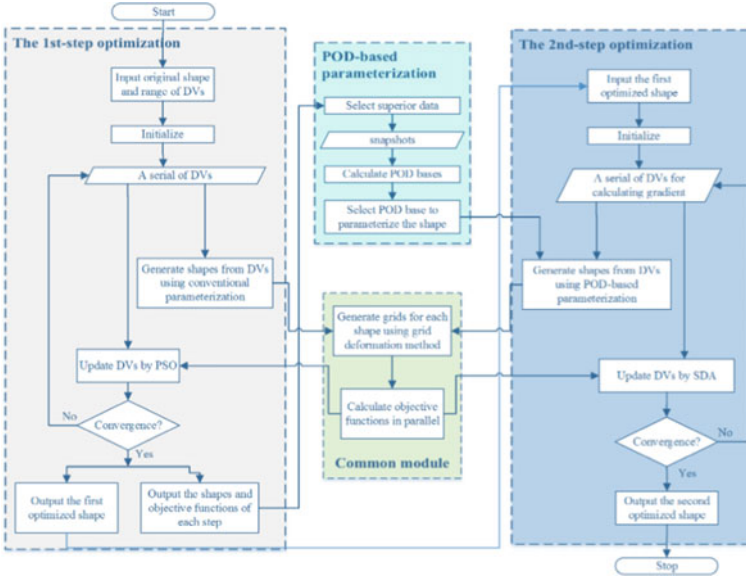 Start
The 1st-step optimization
Input original shape
and range of DVs
Initialize
A serial of DVs
Generate shapes from DVs
using conventional
parameterization
Update DVs by PSO
No
Convergence?
Yes
Output the first
optimized shape
Output the shapes and
objective functions of
each step
POD-based
parameterization
Select superior data
snapshots
Calculate POD bases
Select POD base to
parameterize the shape
Generate grids for each
shape using grid
deformation method
Calculate objective
functions in parallel
Common module
The 2nd-step optimization
Input the first
optimized shape
Initialize
A serial of DVs for
calculating gradient
Generate shapes from DVs
using POD-based
parameterization
Update DVs by SDA
Convergence?
No
Yes
Output the second
optimized shape
Stop